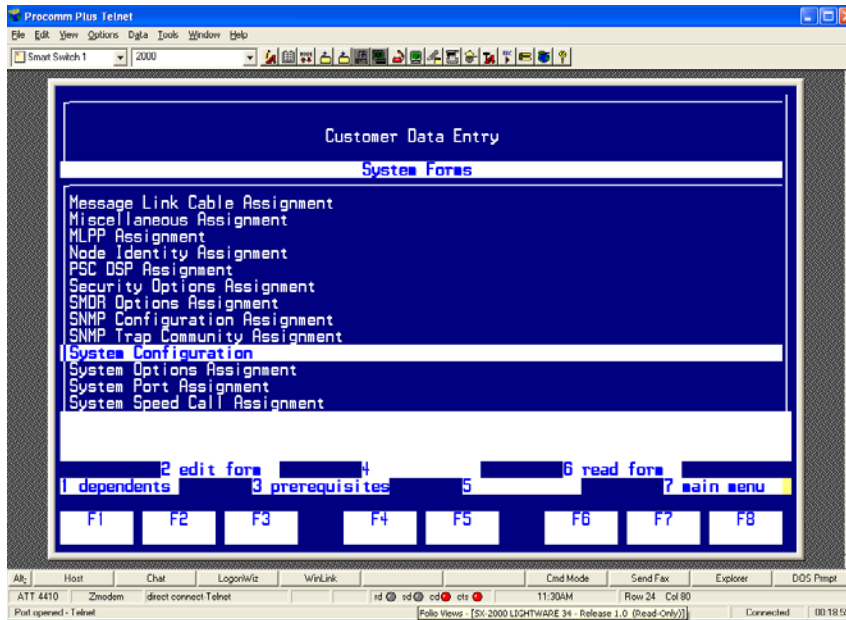 Procomm Plus Telnet
File Edit View Options Data Tools Window Help
Smart Switch 1 2000
Customer Data Entry
System Forms
Message Link Cable Assignment
Miscellaneous Assignment
MLPP Assignment
Node Identity Assignment
PSC DSP Assignment
Security Options Assignment
SMDR Options Assignment
SNMP Configuration Assignment
SNMP Trap Community Assignment
System Configuration
System Options Assignment
System Port Assignment
System Speed Call Assignment
2 edit form 4 6 read form
1 dependents 3 prerequisites 5 7 main menu
F1 F2 F3 F4 F5 F6 F7 F8
Alt: Host Chat LogonWiz WinLink Cmd Mode Send Fax Explorer DOS Prmpt
ATT 4410 Zmodem direct connect-Telnet rd sd cd cts 11:30AM Row 24 Col 80
Port opened - Telnet Folio Views - [SX-2000 LIGHTWARE 34 - Release 1.0 (Read-Only)] Connected 00:18:5